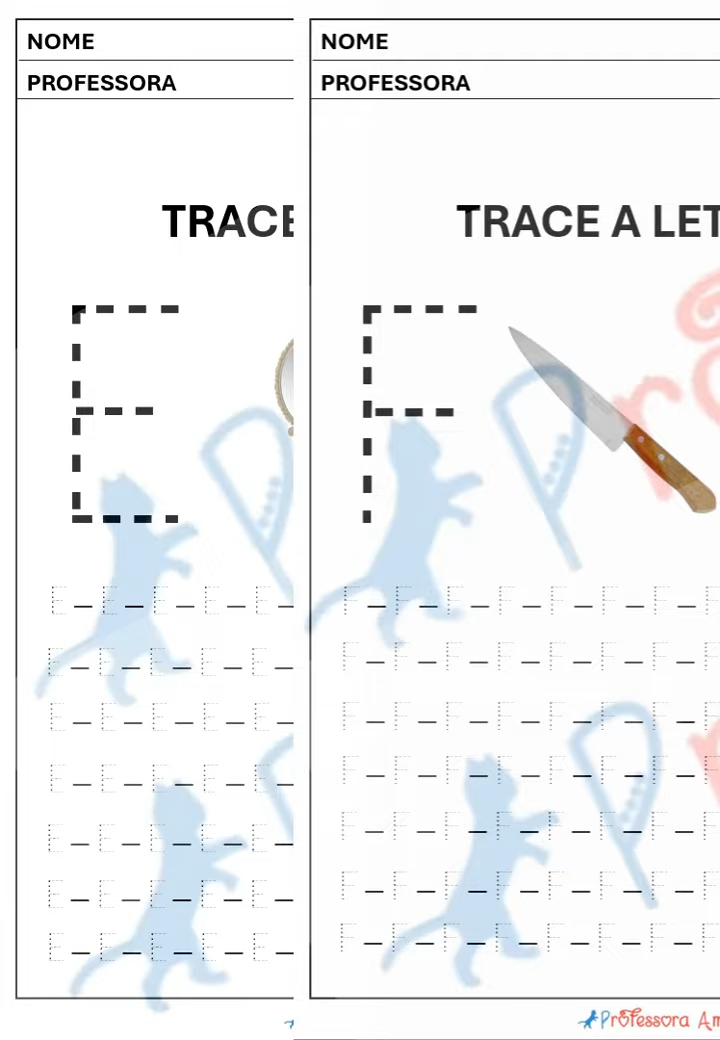 NOME
PROFESSORA
TRACE
E _ E _ E _ E _ E _
E _ E _ E _ E _ E _
E _ E _ E _ E _ E _
E _ E _ E _ E _ E _
E _ E _ E _ E _ E _
E _ E _ E _ E _ E _
E _ E _ E _ E _ E _
NOME
PROFESSORA
TRACE A LET
F _ F _ F _ F _ F _ F _ F _ F
F _ F _ F _ F _ F _ F _ F _ F
F _ F _ F _ F _ F _ F _ F _ F
F _ F _ F _ F _ F _ F _ F _ F
F _ F _ F _ F _ F _ F _ F _ F
F _ F _ F _ F _ F _ F _ F _ F
F _ F _ F _ F _ F _ F _ F _ F
Professora Am